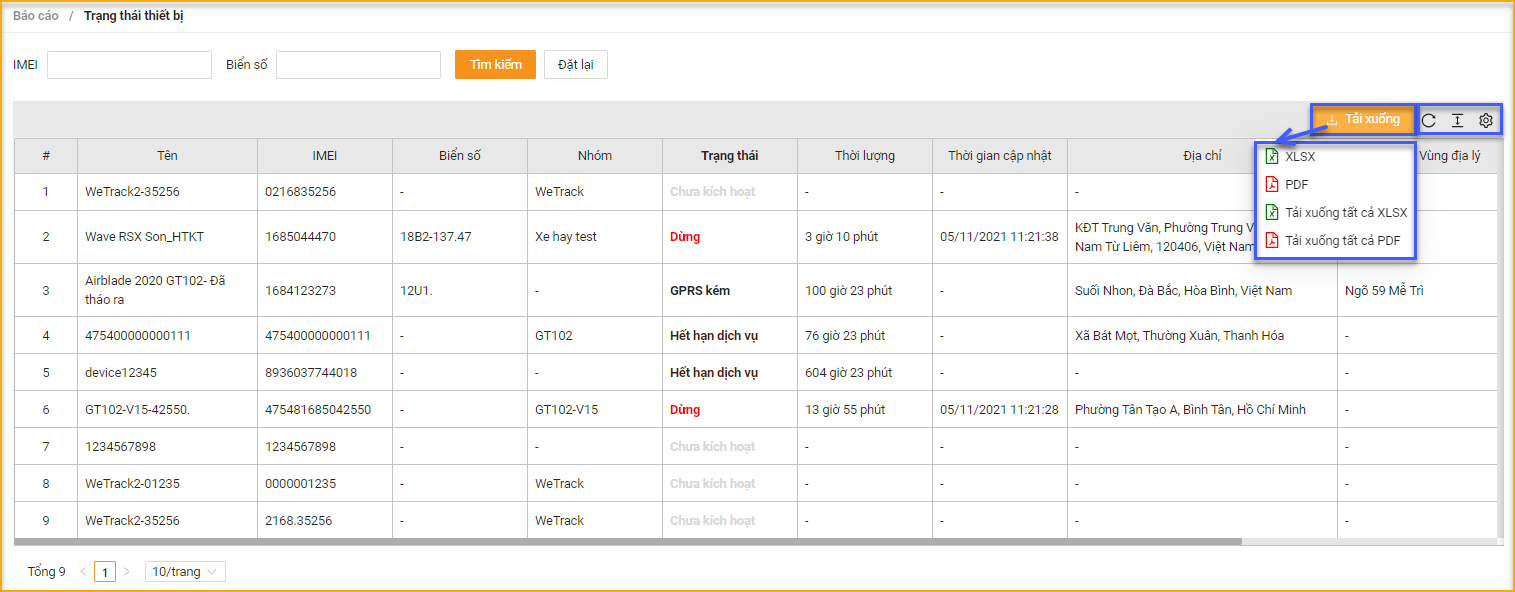 Báo cáo / Trạng thái thiết bị
IMEI Biển số Tìm kiếm Đặt lại
Tải xuống
# Tên IMEI Biển số Nhóm Trạng thái Thời lượng Thời gian cập nhật Địa chỉ Vùng địa lý
XLSX
PDF
Tải xuống tất cả XLSX
Tải xuống tất cả PDF
1 WeTrack2-35256 0216835256 - WeTrack Chưa kích hoạt - - -
2 Wave RSX Son_HTKT 1685044470 18B2-137.47 Xe hay test Dừng 3 giờ 10 phút 05/11/2021 11:21:38 KĐT Trung Văn, Phường Trung V
Nam Từ Liêm, 120406, Việt Nam
3 Airblade 2020 GT102- Đã
tháo ra 1684123273 12U1. - GPRS kém 100 giờ 23 phút - Suối Nhon, Đà Bắc, Hòa Bình, Việt Nam Ngõ 59 Mễ Trì
4 475400000000111 475400000000111 - GT102 Hết hạn dịch vụ 76 giờ 23 phút - Xã Bát Mọt, Thường Xuân, Thanh Hóa -
5 device12345 8936037744018 - - Hết hạn dịch vụ 604 giờ 23 phút - - -
6 GT102-V15-42550. 475481685042550 - GT102-V15 Dừng 13 giờ 55 phút 05/11/2021 11:21:28 Phường Tân Tạo A, Bình Tân, Hồ Chí Minh -
7 1234567898 1234567898 - - Chưa kích hoạt - - - -
8 WeTrack2-01235 0000001235 - WeTrack Chưa kích hoạt - - - -
9 WeTrack2-35256 2168.35256 - WeTrack Chưa kích hoạt - - - -
Tổng 9 < 1 > 10/trang